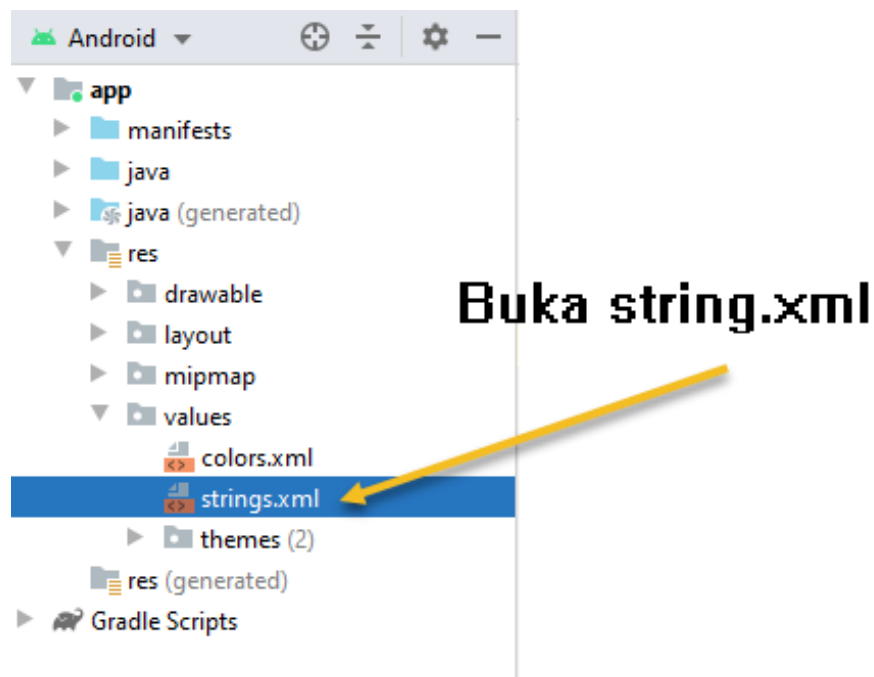 Android
app
manifests
java
java (generated)
res
drawable
Buka string.xml
layout
mipmap
values
colors.xml
strings.xml
themes (2)
res (generated)
Gradle Scripts